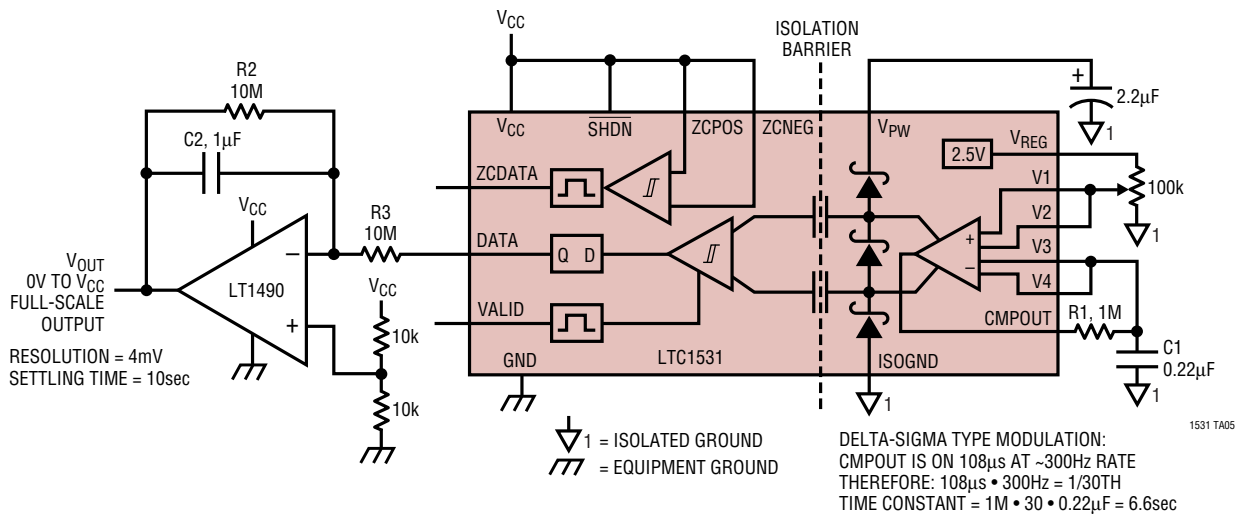 VCC
ISOLATION
BARRIER
R2
10M
C2, 1µF
+
2.2µF
1
VCC
SHDN
ZCPOS
ZCNEG
VPW
2.5V
VREG
ZCDATA
V1
100k
V2
1
VCC
R3
10M
DATA
Q D
+
−
V3
V4
VOUT
0V TO VCC
FULL-SCALE
OUTPUT
−
LT1490
+
VCC
10k
10k
VALID
CMPOUT
R1, 1M
C1
0.22µF
1
GND
LTC1531
ISOGND
1
RESOLUTION = 4mV
SETTLING TIME = 10sec
1 = ISOLATED GROUND
= EQUIPMENT GROUND
1531 TA05
DELTA-SIGMA TYPE MODULATION:
CMPOUT IS ON 108µs AT ~300Hz RATE
THEREFORE: 108µs • 300Hz = 1/30TH
TIME CONSTANT = 1M • 30 • 0.22µF = 6.6sec